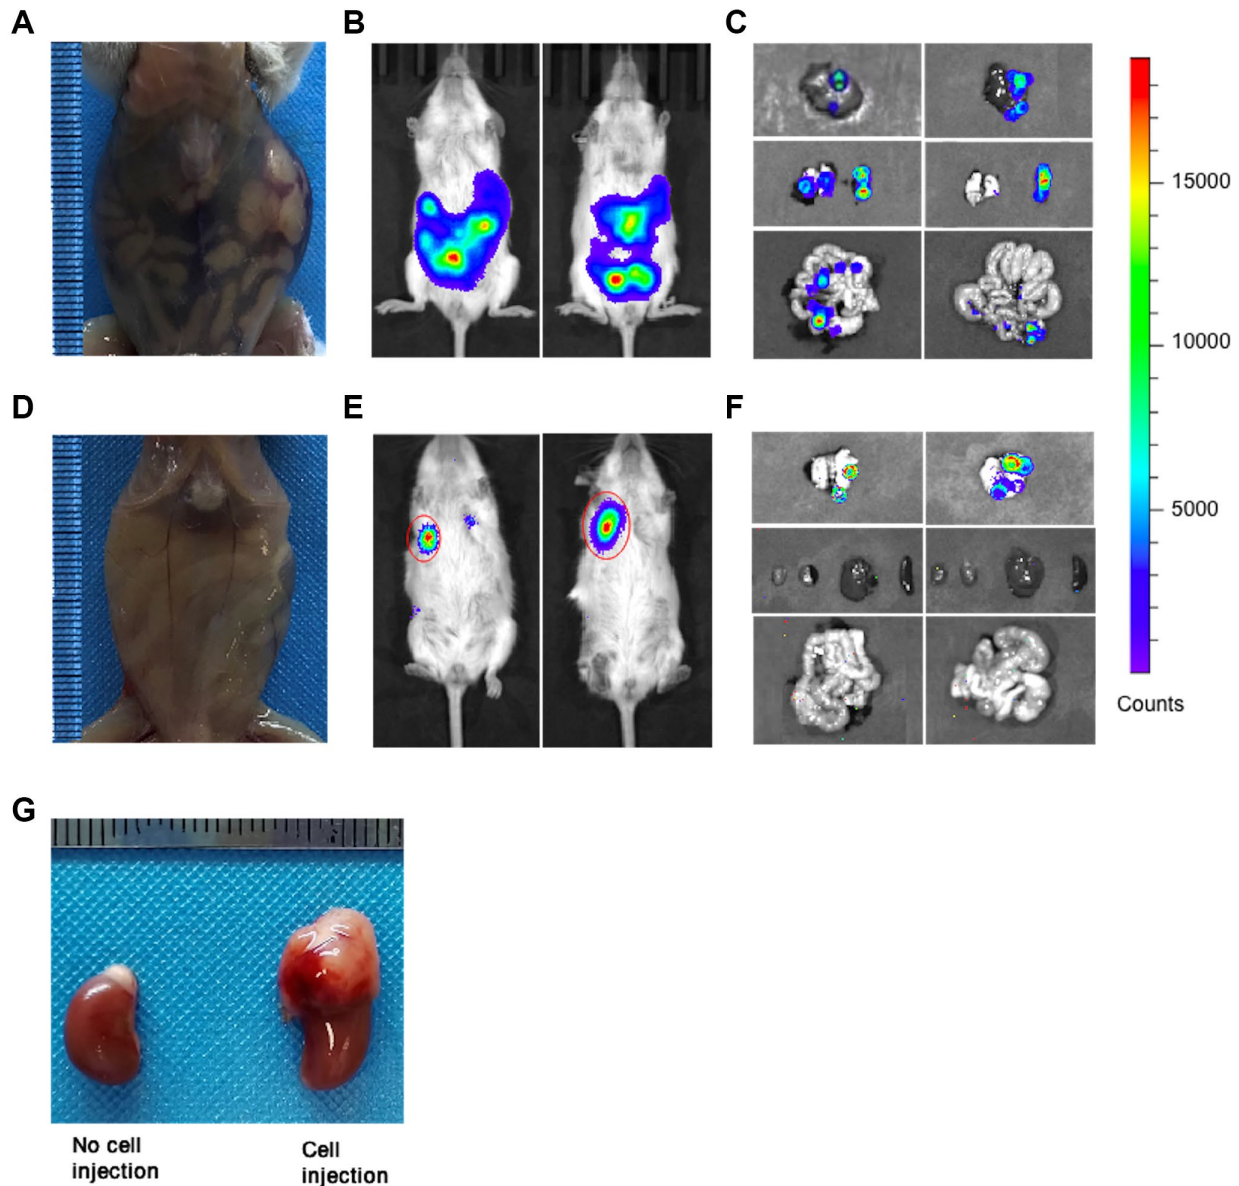 A
B
C
15000
10000
5000
Counts
D
E
F
G
No cell
injection
Cell
injection